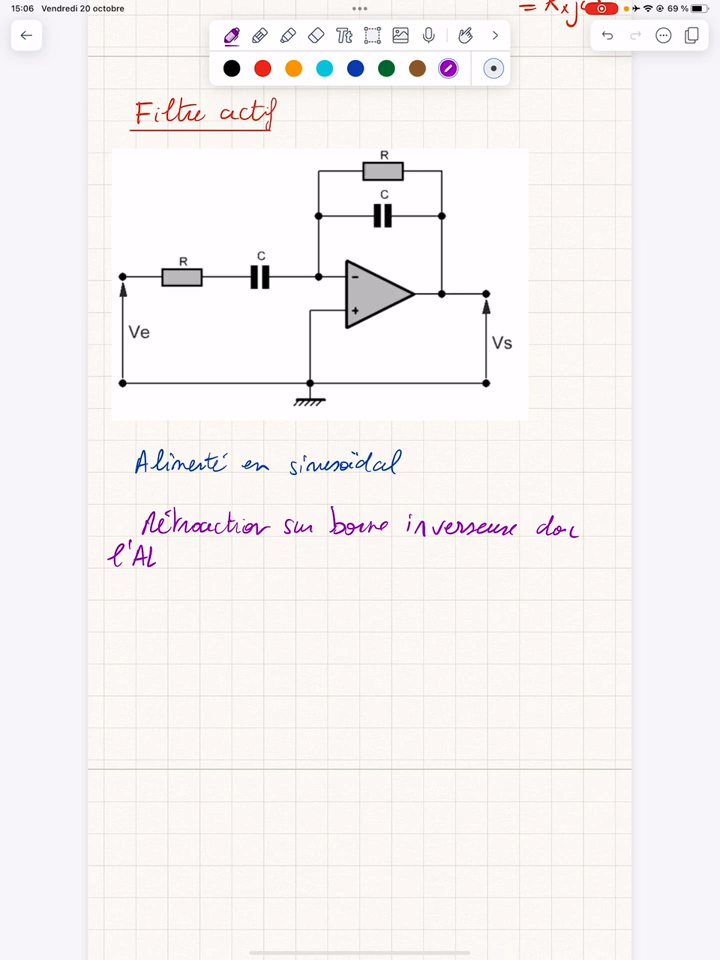 15:06 Vendredi 20 octobre
69 %
Tt
Filtre actif
R
C
R
C
-
+
Ve
Vs
Alimenté en sinusoïdal
Rétroaction sur borne inverseuse donc
l'AL